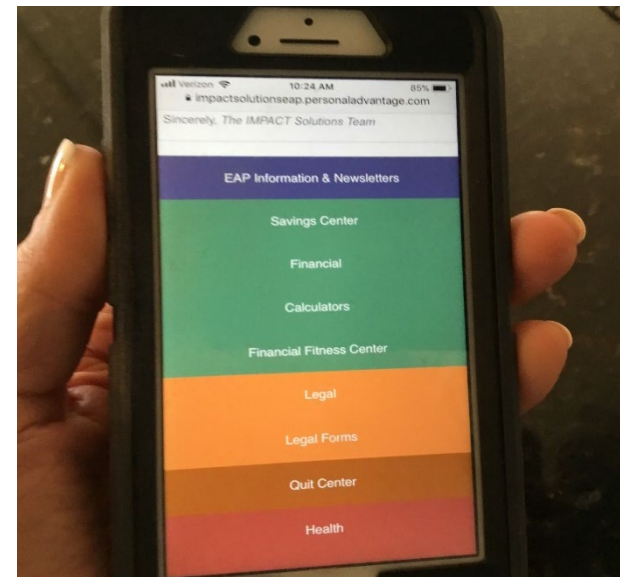 Verizon 10:24 AM 85%
impactsolutionseap.personaladvantage.com
Sincerely, The IMPACT Solutions Team
EAP Information & Newsletters
Savings Center
Financial
Calculators
Financial Fitness Center
Legal
Legal Forms
Quit Center
Health